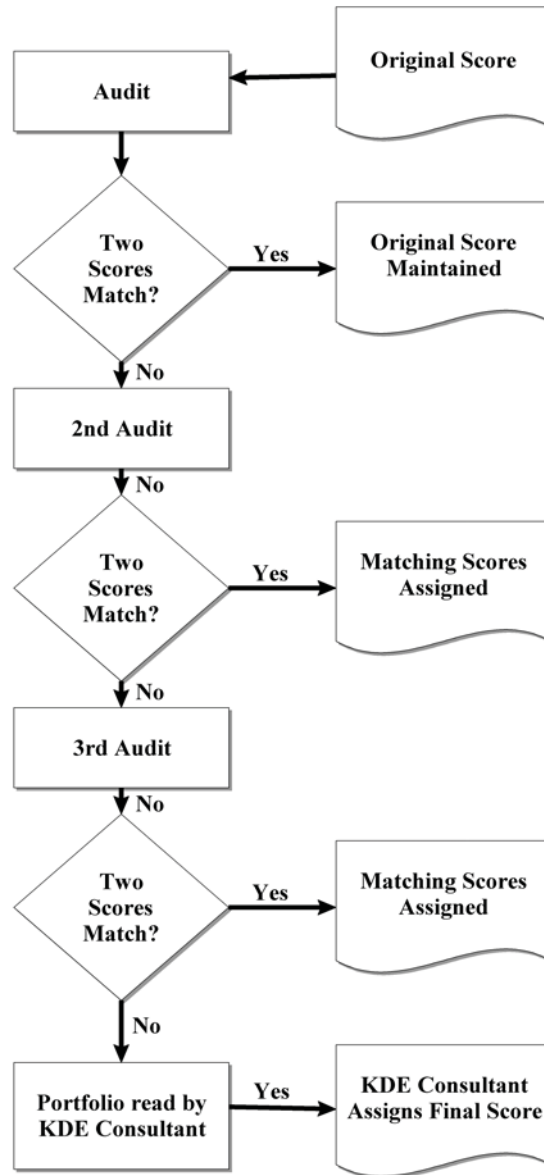 Original Score
Audit
Two
Scores
Match?
Yes
Original Score
Maintained
No
2nd Audit
No
Two
Scores
Match?
Yes
Matching Scores
Assigned
No
3rd Audit
No
Two
Scores
Match?
Yes
Matching Scores
Assigned
No
Portfolio read by
KDE Consultant
Yes
KDE Consultant
Assigns Final Score